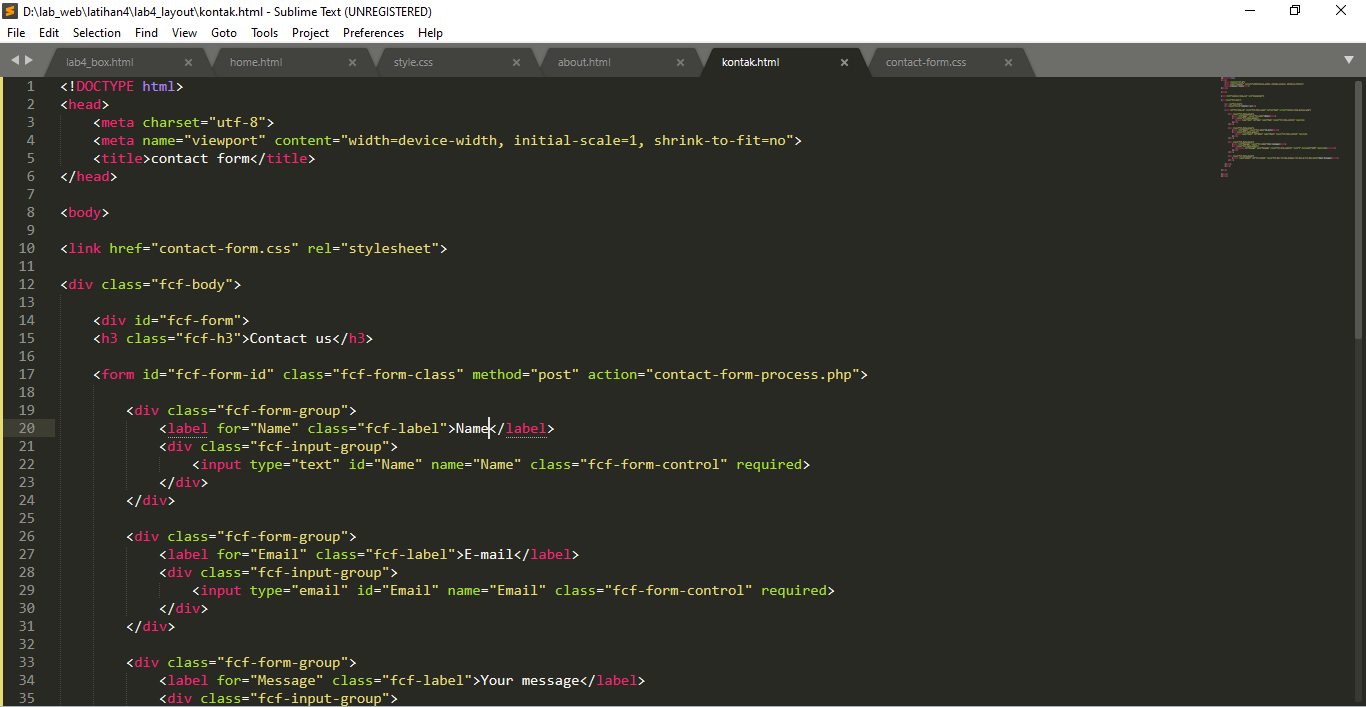 D:\lab_web\latihan4\lab4_layout\kontak.html - Sublime Text (UNREGISTERED)
File Edit Selection Find View Goto Tools Project Preferences Help
lab4_box.html home.html style.css about.html kontak.html contact-form.css
1 <!DOCTYPE html>
2 <head>
3 <meta charset="utf-8">
4 <meta name="viewport" content="width=device-width, initial-scale=1, shrink-to-fit=no">
5 <title>contact form</title>
6 </head>
7
8 <body>
9
10 <link href="contact-form.css" rel="stylesheet">
11
12 <div class="fcf-body">
13
14 <div id="fcf-form">
15 <h3 class="fcf-h3">Contact us</h3>
16
17 <form id="fcf-form-id" class="fcf-form-class" method="post" action="contact-form-process.php">
18
19 <div class="fcf-form-group">
20 <label for="Name" class="fcf-label">Name</label>
21 <div class="fcf-input-group">
22 <input type="text" id="Name" name="Name" class="fcf-form-control" required>
23 </div>
24 </div>
25
26 <div class="fcf-form-group">
27 <label for="Email" class="fcf-label">E-mail</label>
28 <div class="fcf-input-group">
29 <input type="email" id="Email" name="Email" class="fcf-form-control" required>
30 </div>
31 </div>
32
33 <div class="fcf-form-group">
34 <label for="Message" class="fcf-label">Your message</label>
35 <div class="fcf-input-group">